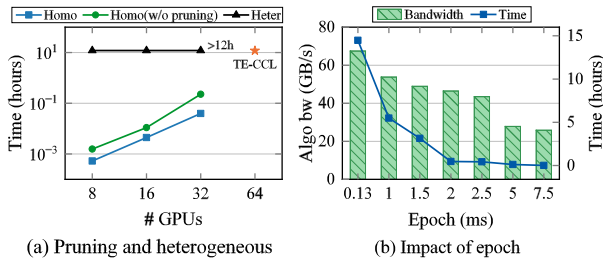 Homo Homo(w/o pruning) Heter
Time (hours)
10^1
10^-1
10^-3
>12h
TE-CCL
8 16 32 64
# GPUs
(a) Pruning and heterogeneous
Bandwidth Time
Algo bw (GB/s)
80
60
40
20
0
15
10
5
0
Time (hours)
0.13 1 1.5 2 2.5 5 7.5
Epoch (ms)
(b) Impact of epoch